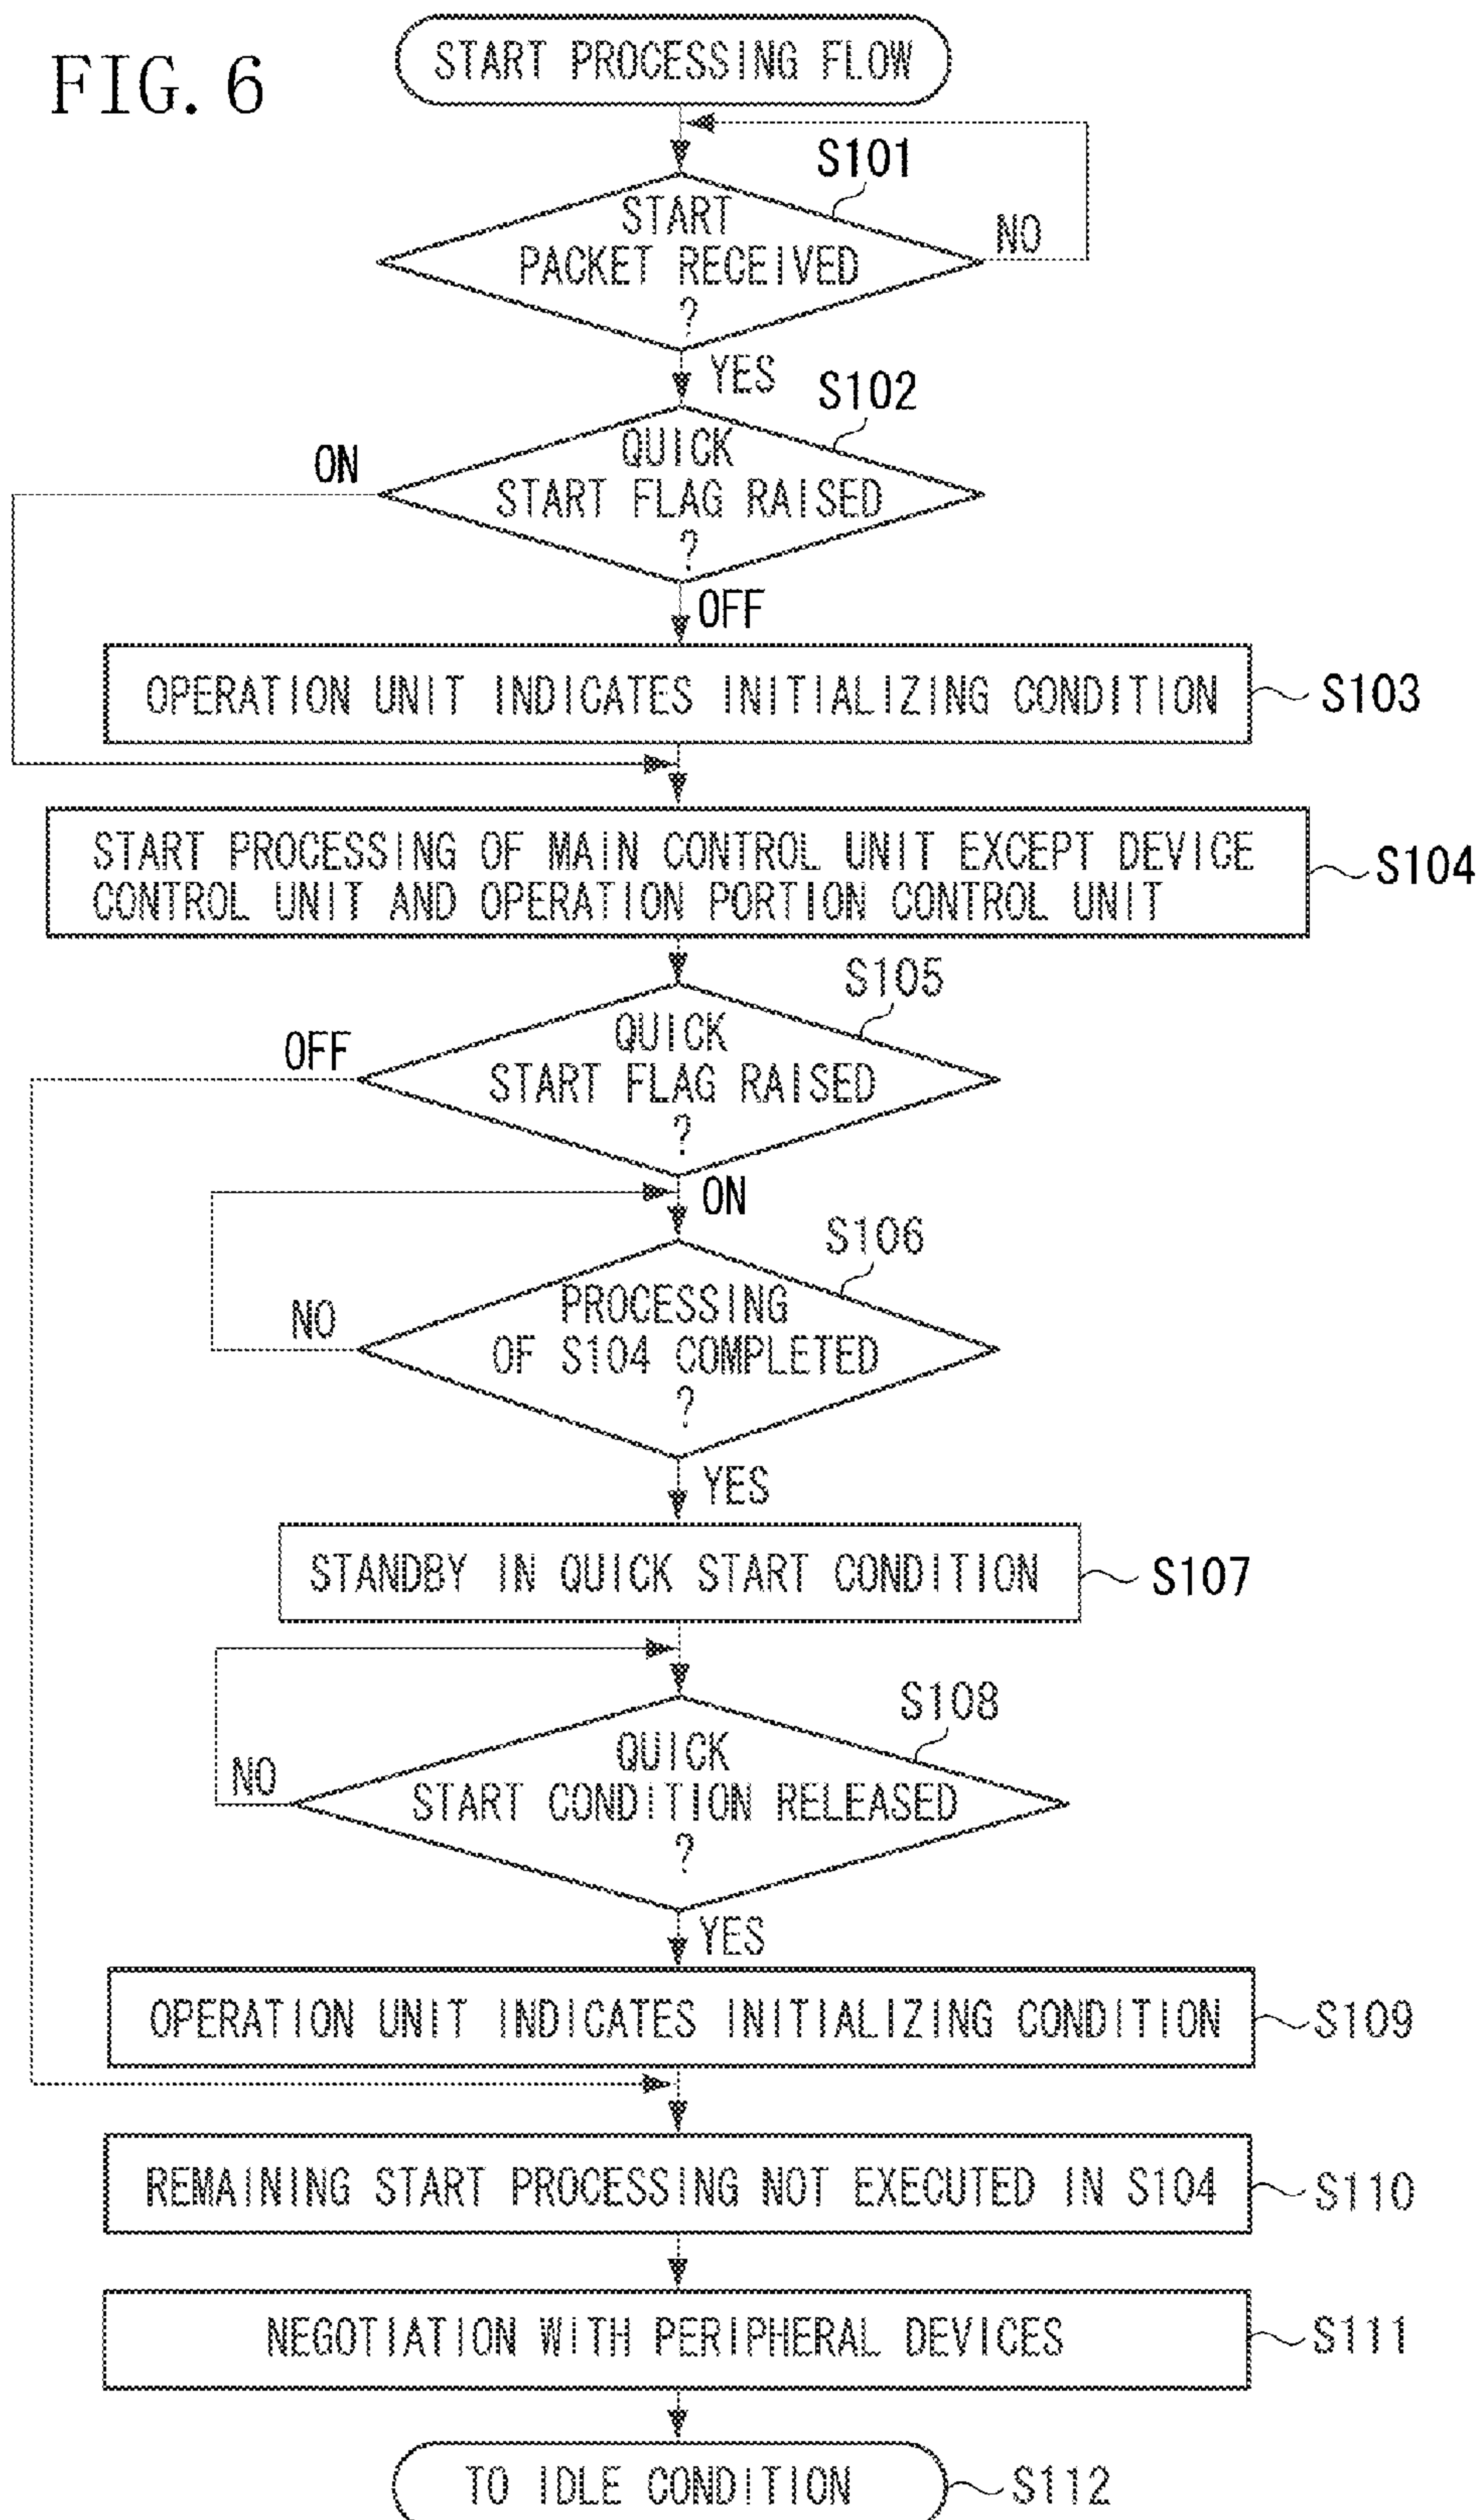 FIG. 6
START PROCESSING FLOW
S101
START
PACKET RECEIVED
?
NO
YES
S102
QUICK
START FLAG RAISED
?
ON
OFF
OPERATION UNIT INDICATES INITIALIZING CONDITION
S103
START PROCESSING OF MAIN CONTROL UNIT EXCEPT DEVICE
CONTROL UNIT AND OPERATION PORTION CONTROL UNIT
S104
S105
QUICK
START FLAG RAISED
?
OFF
ON
S106
PROCESSING
OF S104 COMPLETED
?
NO
YES
STANDBY IN QUICK START CONDITION
S107
S108
QUICK
START CONDITION RELEASED
?
NO
YES
OPERATION UNIT INDICATES INITIALIZING CONDITION
S109
REMAINING START PROCESSING NOT EXECUTED IN S104
S110
NEGOTIATION WITH PERIPHERAL DEVICES
S111
TO IDLE CONDITION
S112